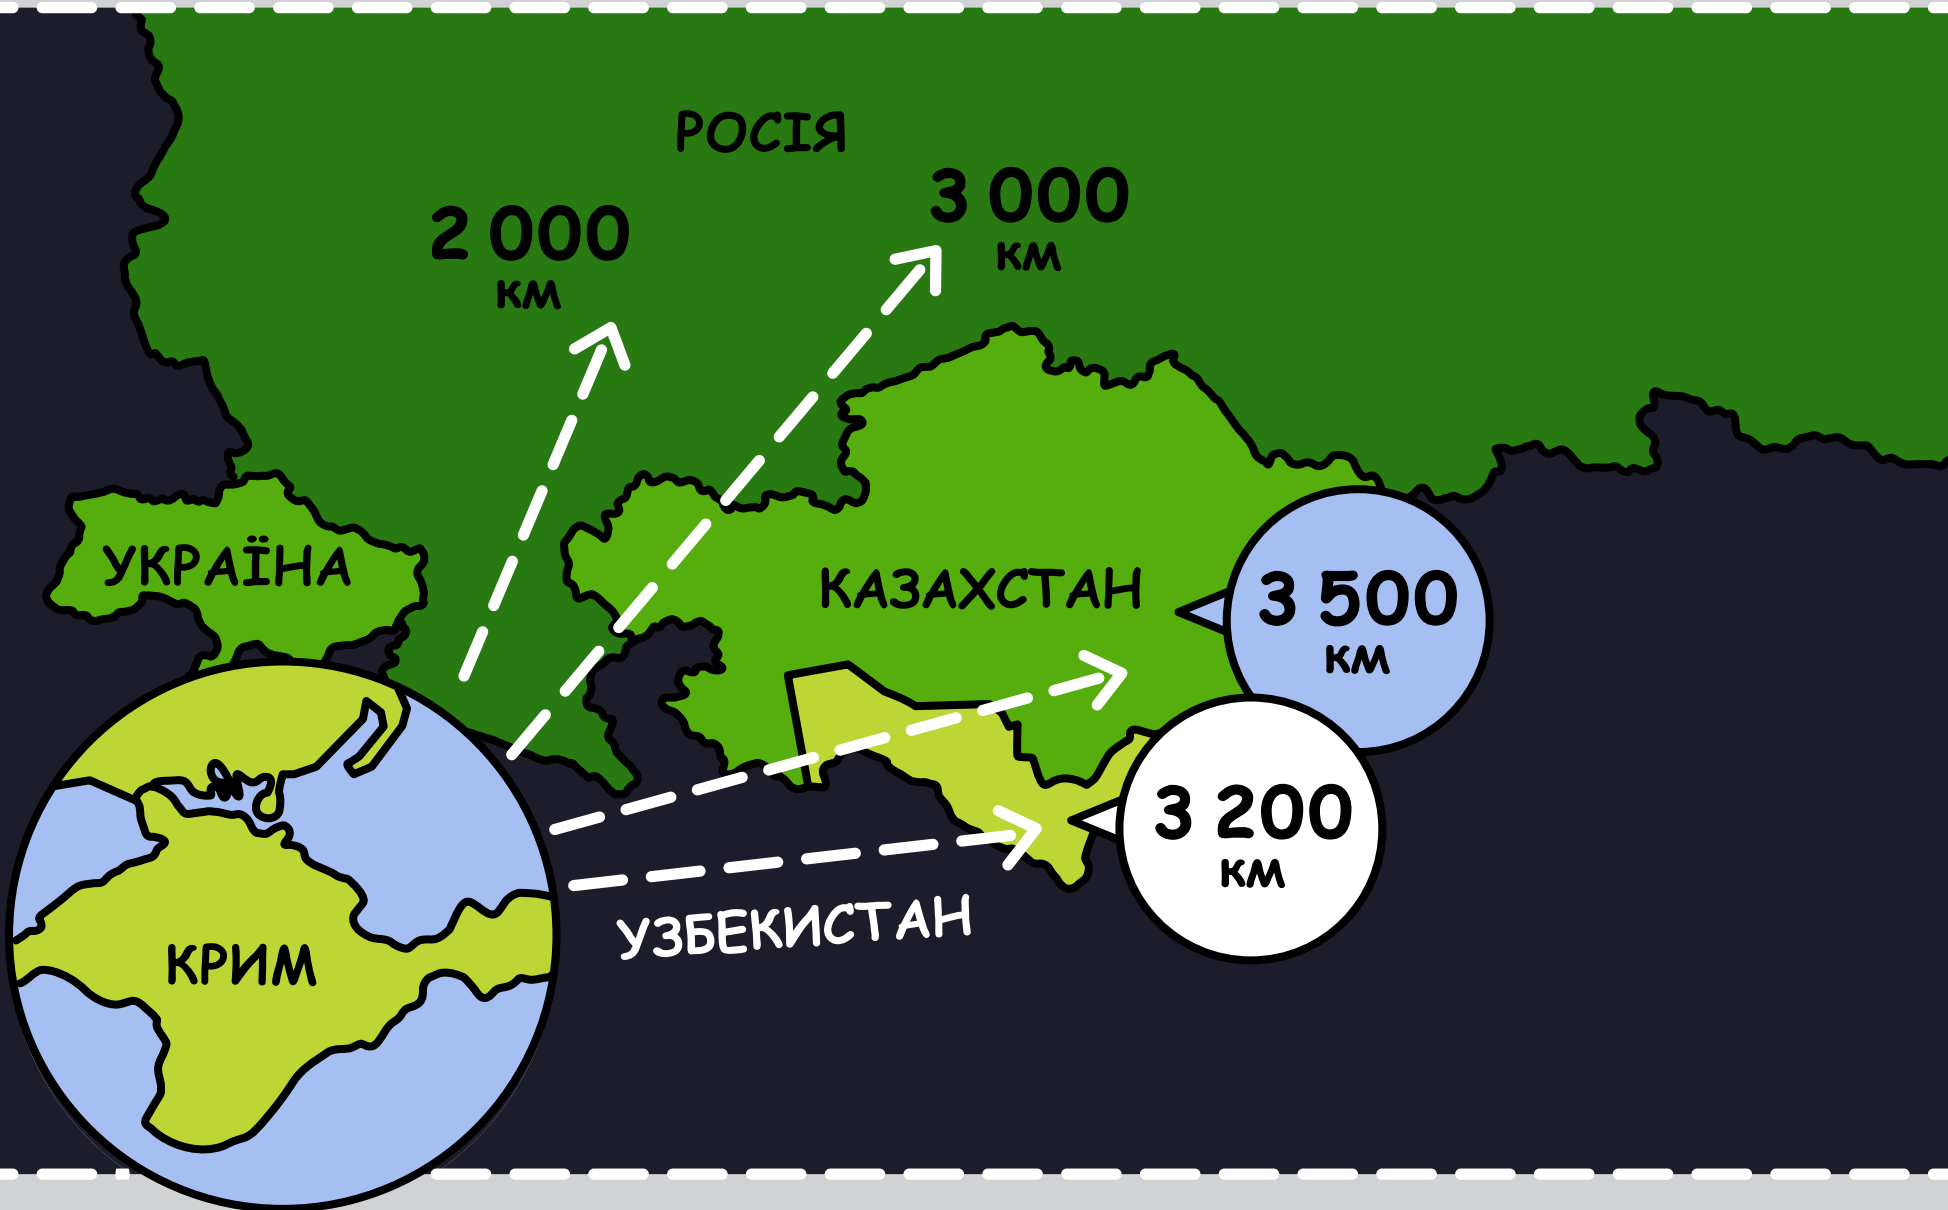 РОСІЯ
3 000
км
2 000
км
УКРАЇНА
КАЗАХСТАН
3 500
км
3 200
км
УЗБЕКИСТАН
КРИМ